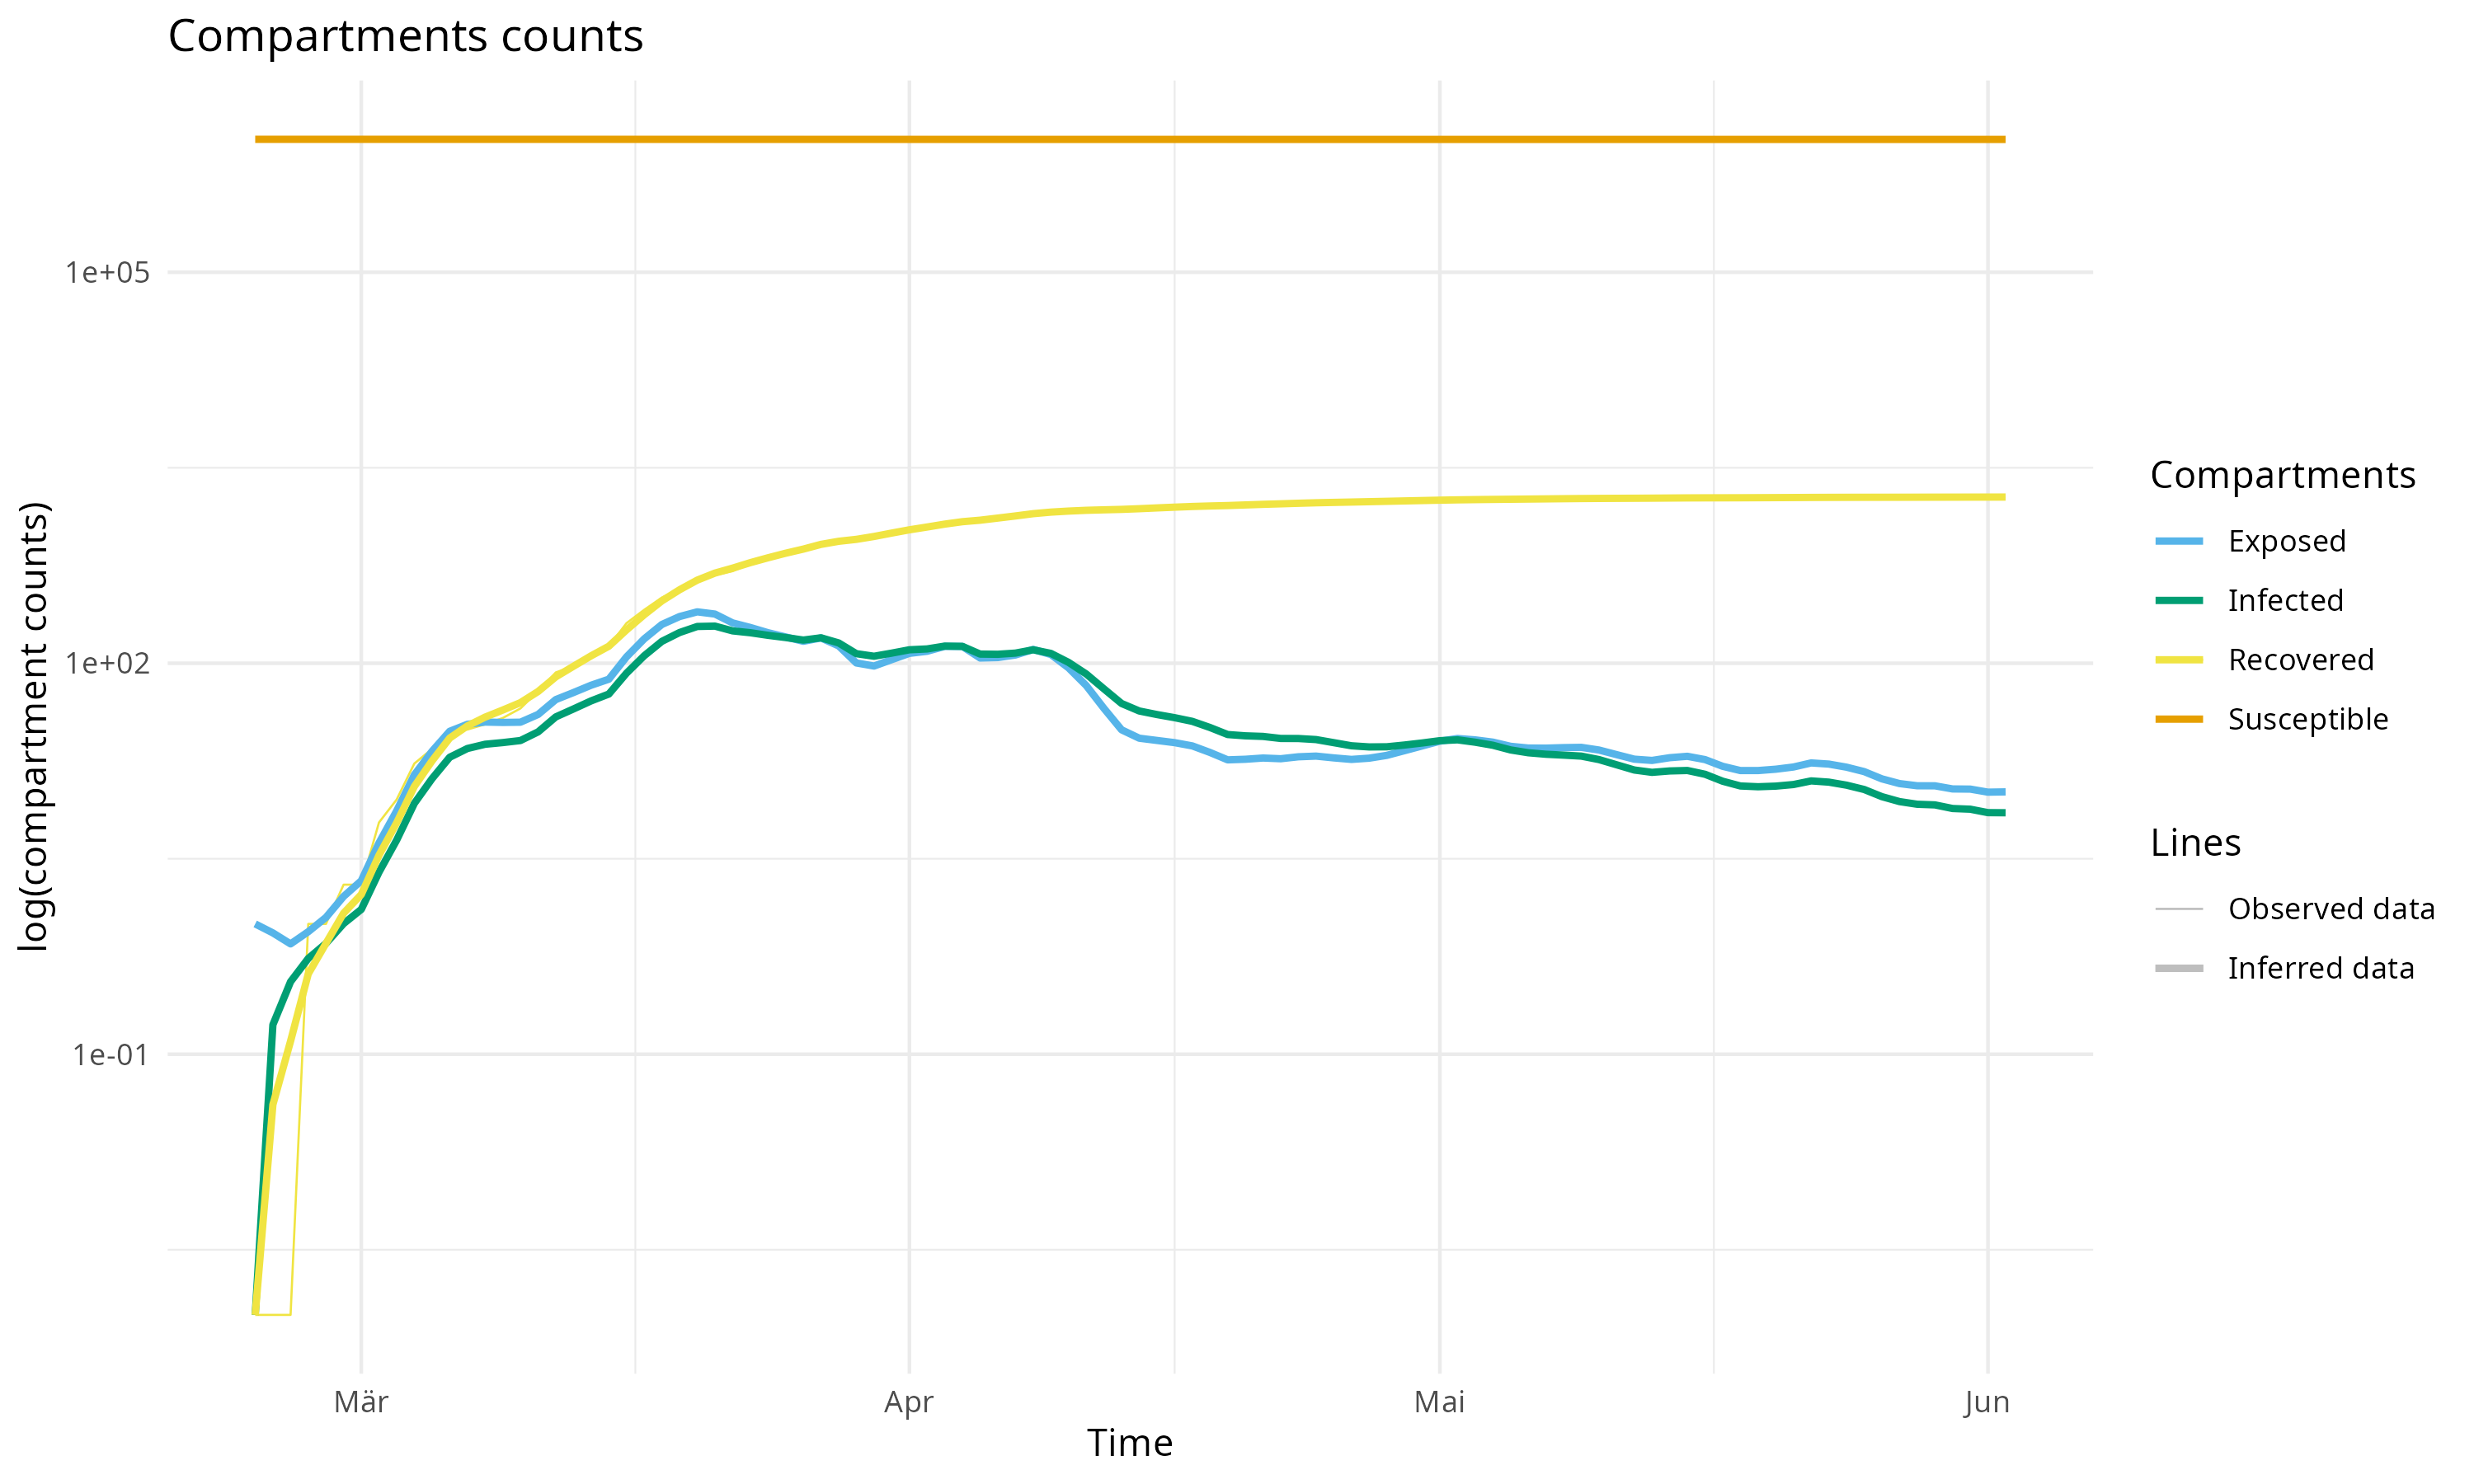 Compartments counts
log(compartment counts)
1e+05
1e+02
1e-01
Mär
Apr
Mai
Jun
Time
Compartments
Exposed
Infected
Recovered
Susceptible
Lines
Observed data
Inferred data